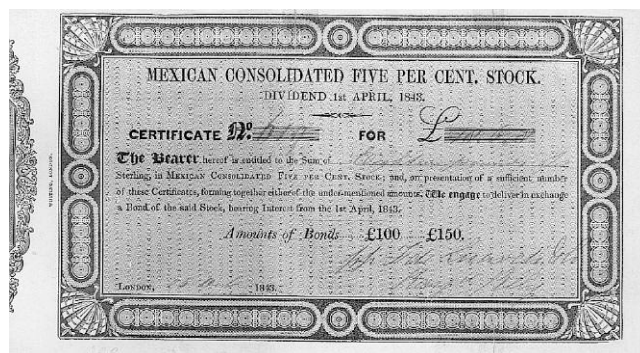 MEXICAN CONSOLIDATED FIVE PER CENT. STOCK.
DIVIDEND 1st APRIL, 1843.
CERTIFICATE No FOR £
The Bearer hereof is entitled to the Sum of
Sterling, in MEXICAN CONSOLIDATED FIVE PER CENT. STOCK; and, on presentation of a sufficient number
of these Certificates, forming together either of the under-mentioned amounts, We engage to deliver in exchange
a Bond of the said Stock, bearing Interest from the 1st April, 1843.
Amounts of Bonds £100 £150.
LONDON, 1843.